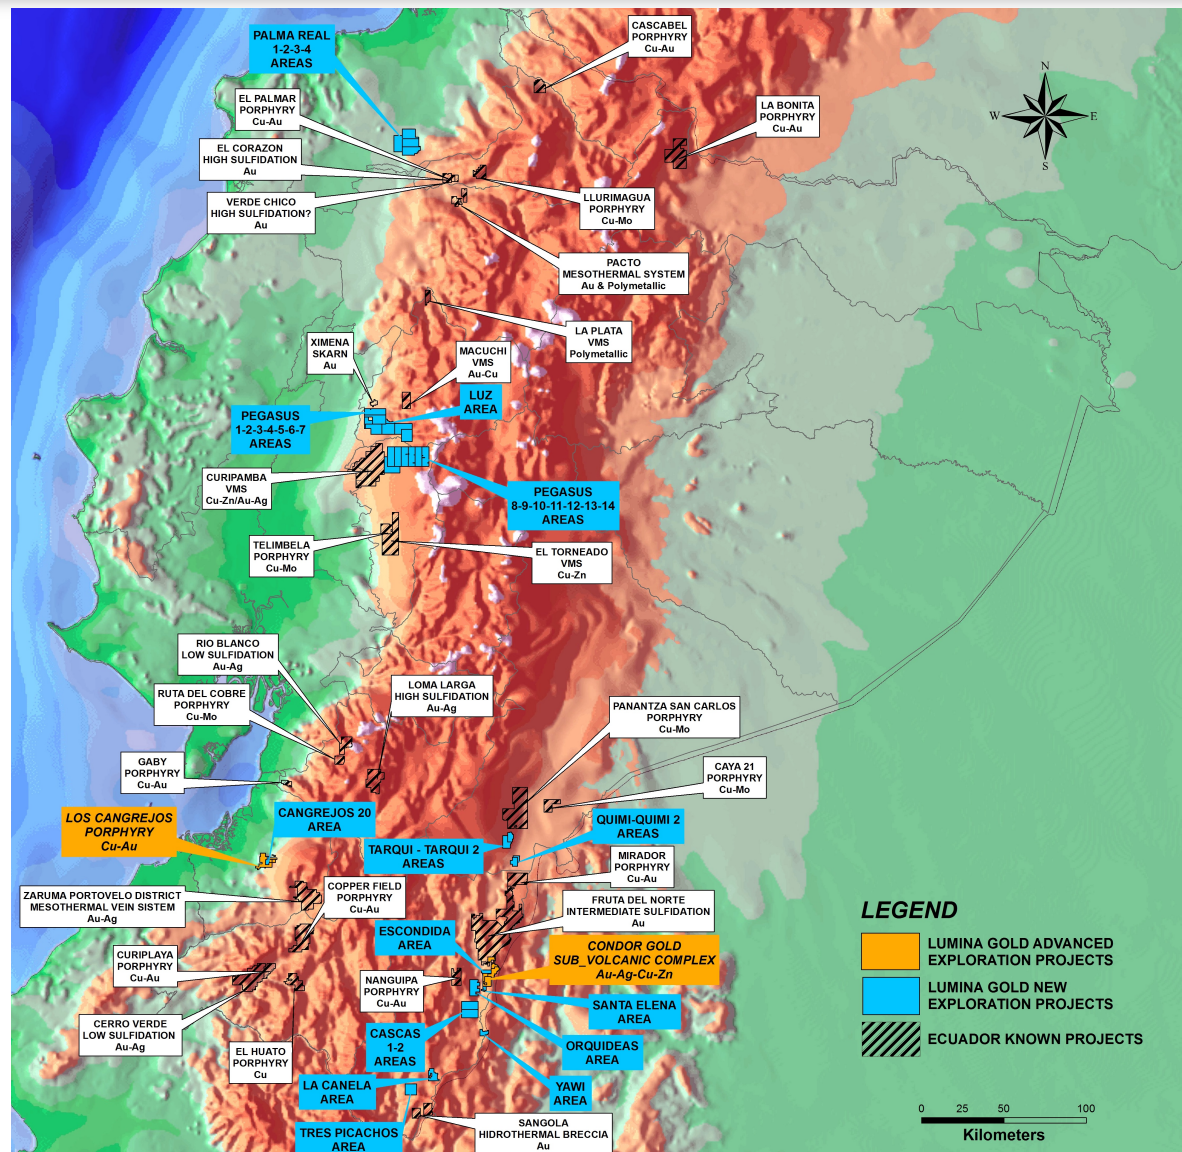 CASCABEL
PORPHYRY
Cu-Au
PALMA REAL
1-2-3-4
AREAS
N
W
E
S
EL PALMAR
PORPHYRY
Cu-Au
LA BONITA
PORPHYRY
Cu-Au
EL CORAZON
HIGH SULFIDATION
Au
VERDE CHICO
HIGH SULFIDATION?
Au
LLURIMAGUA
PORPHYRY
Cu-Mo
PACTO
MESOTHERMAL SYSTEM
Au & Polymetallic
LA PLATA
VMS
Polymetallic
XIMENA
SKARN
Au
MACUCHI
VMS
Au-Cu
LUZ
AREA
PEGASUS
1-2-3-4-5-6-7
AREAS
CURIPAMBA
VMS
Cu-Zn/Au-Ag
PEGASUS
8-9-10-11-12-13-14
AREAS
TELIMBELA
PORPHYRY
Cu-Mo
EL TORNEADO
VMS
Cu-Zn
RIO BLANCO
LOW SULFIDATION
Au-Ag
RUTA DEL COBRE
PORPHYRY
Cu-Mo
LOMA LARGA
HIGH SULFIDATION
Au-Ag
PANANTZA SAN CARLOS
PORPHYRY
Cu-Mo
GABY
PORPHYRY
Cu-Au
CAYA 21
PORPHYRY
Cu-Mo
LOS CANGREJOS
PORPHYRY
Cu-Au
CANGREJOS 20
AREA
QUIMI-QUIMI 2
AREAS
TARQUI - TARQUI 2
AREAS
MIRADOR
PORPHYRY
Cu-Au
ZARUMA PORTOVELO DISTRICT
MESOTHERMAL VEIN SISTEM
Au-Ag
COPPER FIELD
PORPHYRY
Cu-Au
FRUTA DEL NORTE
INTERMEDIATE SULFIDATION
Au
ESCONDIDA
AREA
CONDOR GOLD
SUB_VOLCANIC COMPLEX
Au-Ag-Cu-Zn
CURIPLAYA
PORPHYRY
Cu-Au
NANGUIPA
PORPHYRY
Cu-Au
SANTA ELENA
AREA
CERRO VERDE
LOW SULFIDATION
Au-Ag
EL HUATO
PORPHYRY
Cu
CASCAS
1-2
AREAS
ORQUIDEAS
AREA
LA CANELA
AREA
YAWI
AREA
TRES PICACHOS
AREA
SANGOLA
HIDROTHERMAL BRECCIA
Au
LEGEND
LUMINA GOLD ADVANCED
EXPLORATION PROJECTS
LUMINA GOLD NEW
EXPLORATION PROJECTS
ECUADOR KNOWN PROJECTS
0 25 50 100
Kilometers